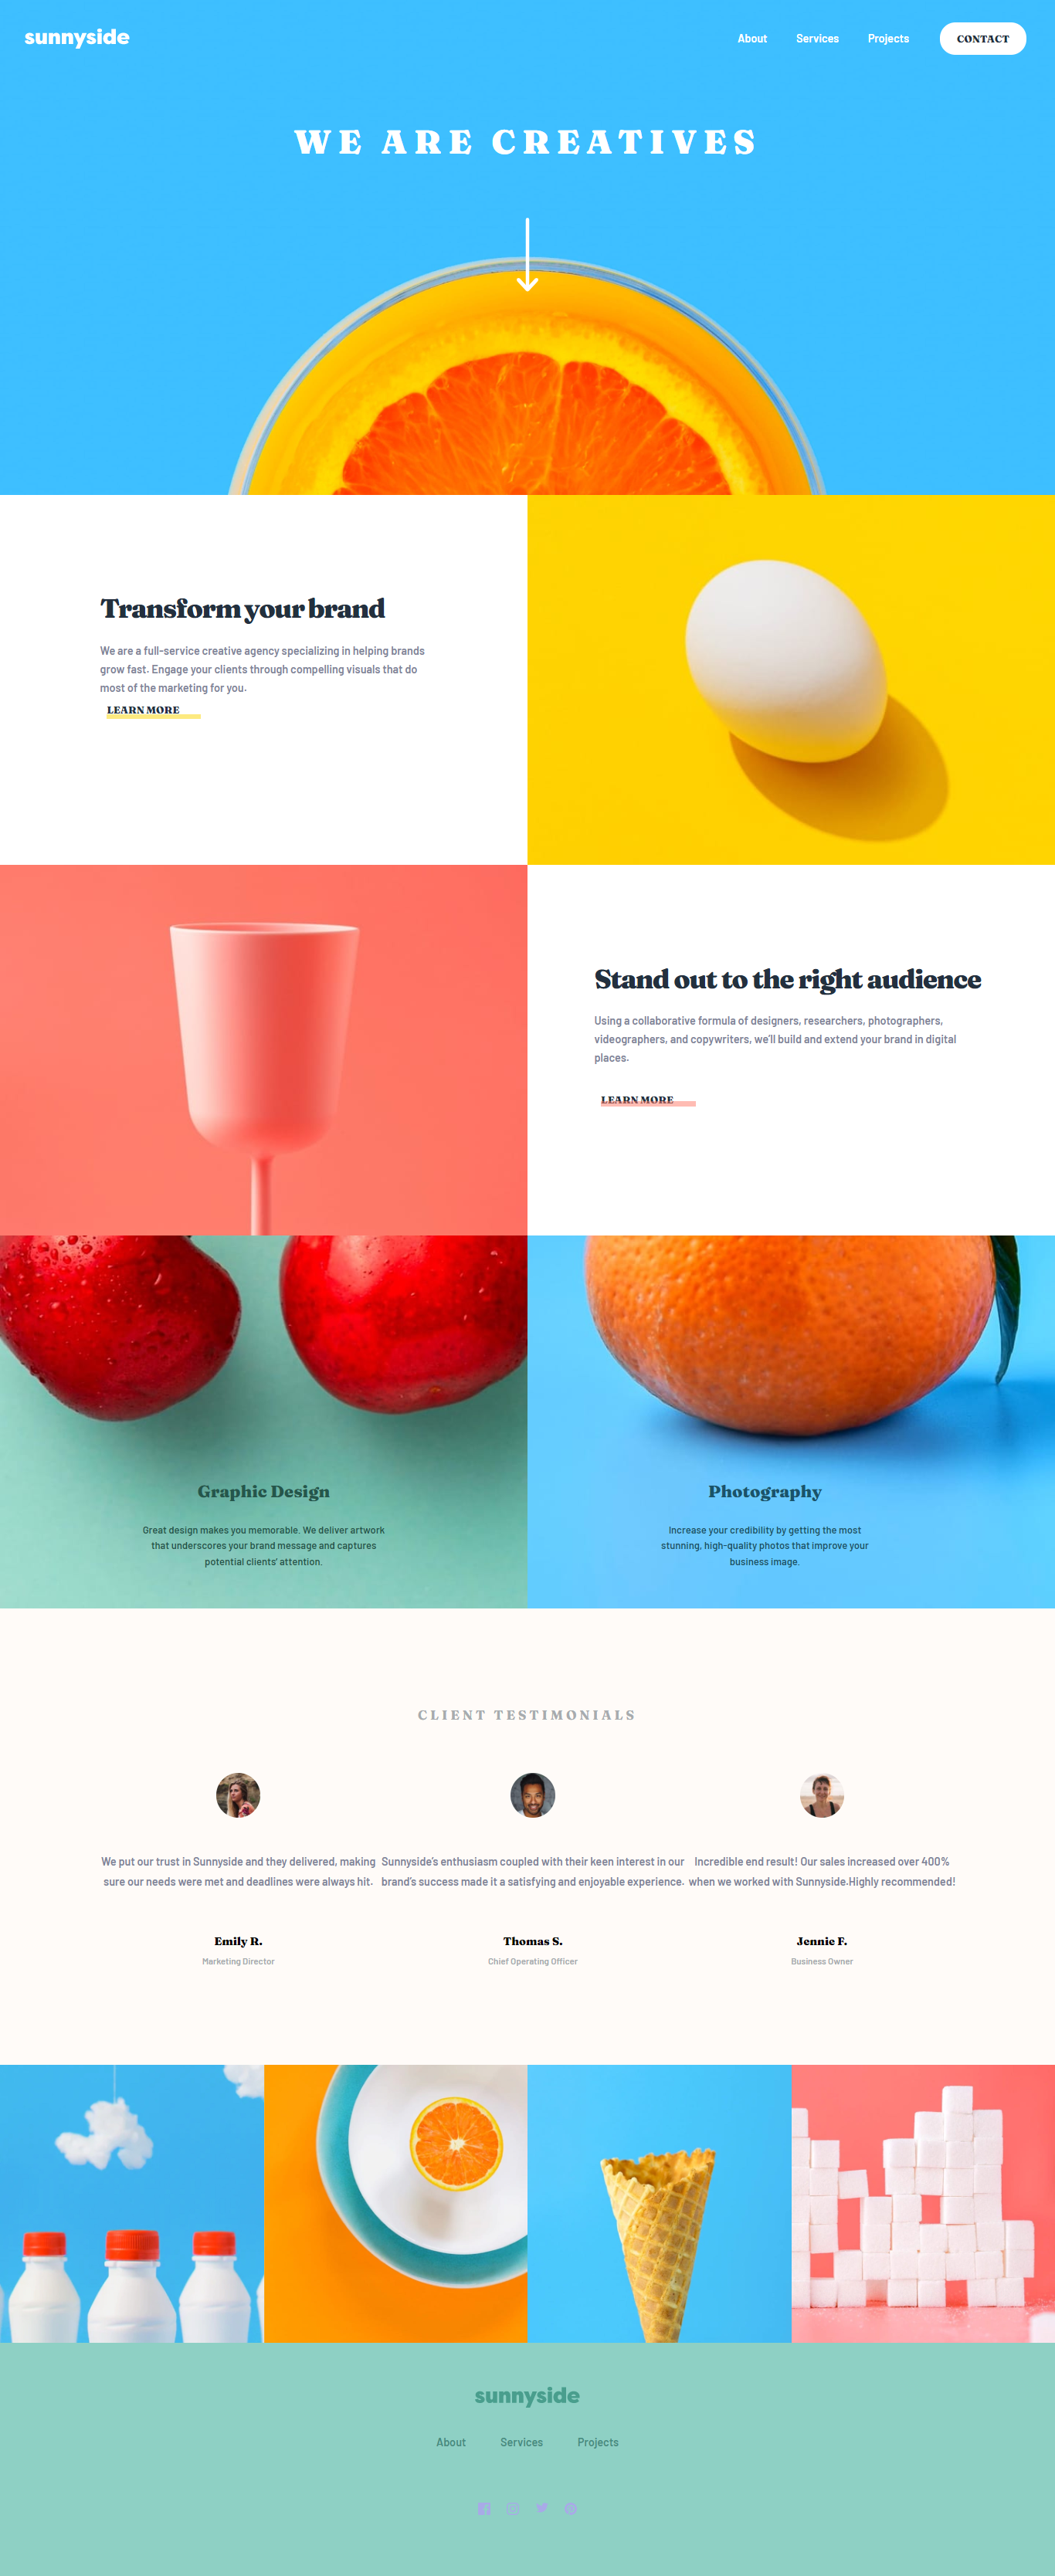 sunnyside
About Services Projects CONTACT
WE ARE CREATIVES
Transform your brand
We are a full-service creative agency specializing in helping brands
grow fast. Engage your clients through compelling visuals that do
most of the marketing for you.
LEARN MORE
Stand out to the right audience
Using a collaborative formula of designers, researchers, photographers,
videographers, and copywriters, we'll build and extend your brand in digital
places.
LEARN MORE
Graphic Design
Great design makes you memorable. We deliver artwork
that underscores your brand message and captures
potential clients' attention.
Photography
Increase your credibility by getting the most
stunning, high-quality photos that improve your
business image.
CLIENT TESTIMONIALS
We put our trust in Sunnyside and they delivered, making
sure our needs were met and deadlines were always hit.
Emily R.
Marketing Director
Sunnyside's enthusiasm coupled with their keen interest in our
brand's success made it a satisfying and enjoyable experience.
Thomas S.
Chief Operating Officer
Incredible end result! Our sales increased over 400%
when we worked with Sunnyside.Highly recommended!
Jennie F.
Business Owner
sunnyside
About Services Projects